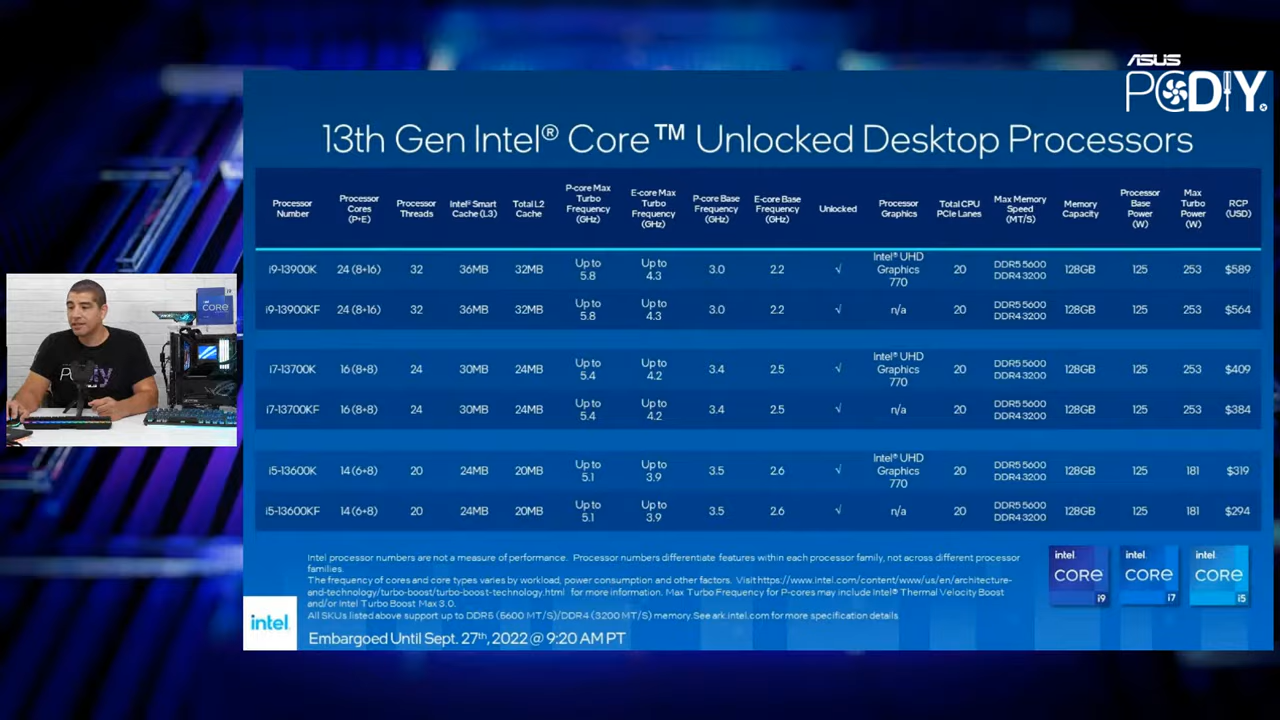 ASUS
PCDIY
13th Gen Intel® Core™ Unlocked Desktop Processors
Processor Number Processor Cores (P+E) Processor Threads Intel® Smart Cache (L3) Total L2 Cache P-core Max Turbo Frequency (GHz) E-core Max Turbo Frequency (GHz) P-core Base Frequency (GHz) E-core Base Frequency (GHz) Unlocked Processor Graphics Total CPU PCIe Lanes Max Memory Speed (MT/S) Memory Capacity Processor Base Power (W) Max Turbo Power (W) RCP (USD)
i9-13900K 24 (8+16) 32 36MB 32MB Up to 5.8 Up to 4.3 3.0 2.2 √ Intel® UHD Graphics 770 20 DDR5 5600 DDR4 3200 128GB 125 253 $589
i9-13900KF 24 (8+16) 32 36MB 32MB Up to 5.8 Up to 4.3 3.0 2.2 √ n/a 20 DDR5 5600 DDR4 3200 128GB 125 253 $564
i7-13700K 16 (8+8) 24 30MB 24MB Up to 5.4 Up to 4.2 3.4 2.5 √ Intel® UHD Graphics 770 20 DDR5 5600 DDR4 3200 128GB 125 253 $409
i7-13700KF 16 (8+8) 24 30MB 24MB Up to 5.4 Up to 4.2 3.4 2.5 √ n/a 20 DDR5 5600 DDR4 3200 128GB 125 253 $384
i5-13600K 14 (6+8) 20 24MB 20MB Up to 5.1 Up to 3.9 3.5 2.6 √ Intel® UHD Graphics 770 20 DDR5 5600 DDR4 3200 128GB 125 181 $319
i5-13600KF 14 (6+8) 20 24MB 20MB Up to 5.1 Up to 3.9 3.5 2.6 √ n/a 20 DDR5 5600 DDR4 3200 128GB 125 181 $294
Intel processor numbers are not a measure of performance. Processor numbers differentiate features within each processor family, not across different processor
families.
The frequency of cores and core types varies by workload, power consumption and other factors. Visit https://www.intel.com/content/www/us/en/architecture-
and-technology/turbo-boost/turbo-boost-technology.html for more information. Max Turbo Frequency for P-cores may include Intel® Thermal Velocity Boost
and/or Intel Turbo Boost Max 3.0.
All SKUs listed above support up to DDR5 (5600 MT/S)/DDR4 (3200 MT/S) memory. See ark.intel.com for more specification details
Embargoed Until Sept. 27th, 2022 @ 9:20 AM PT
intel
intel CORE i9
intel CORE i7
intel CORE i5
CORE